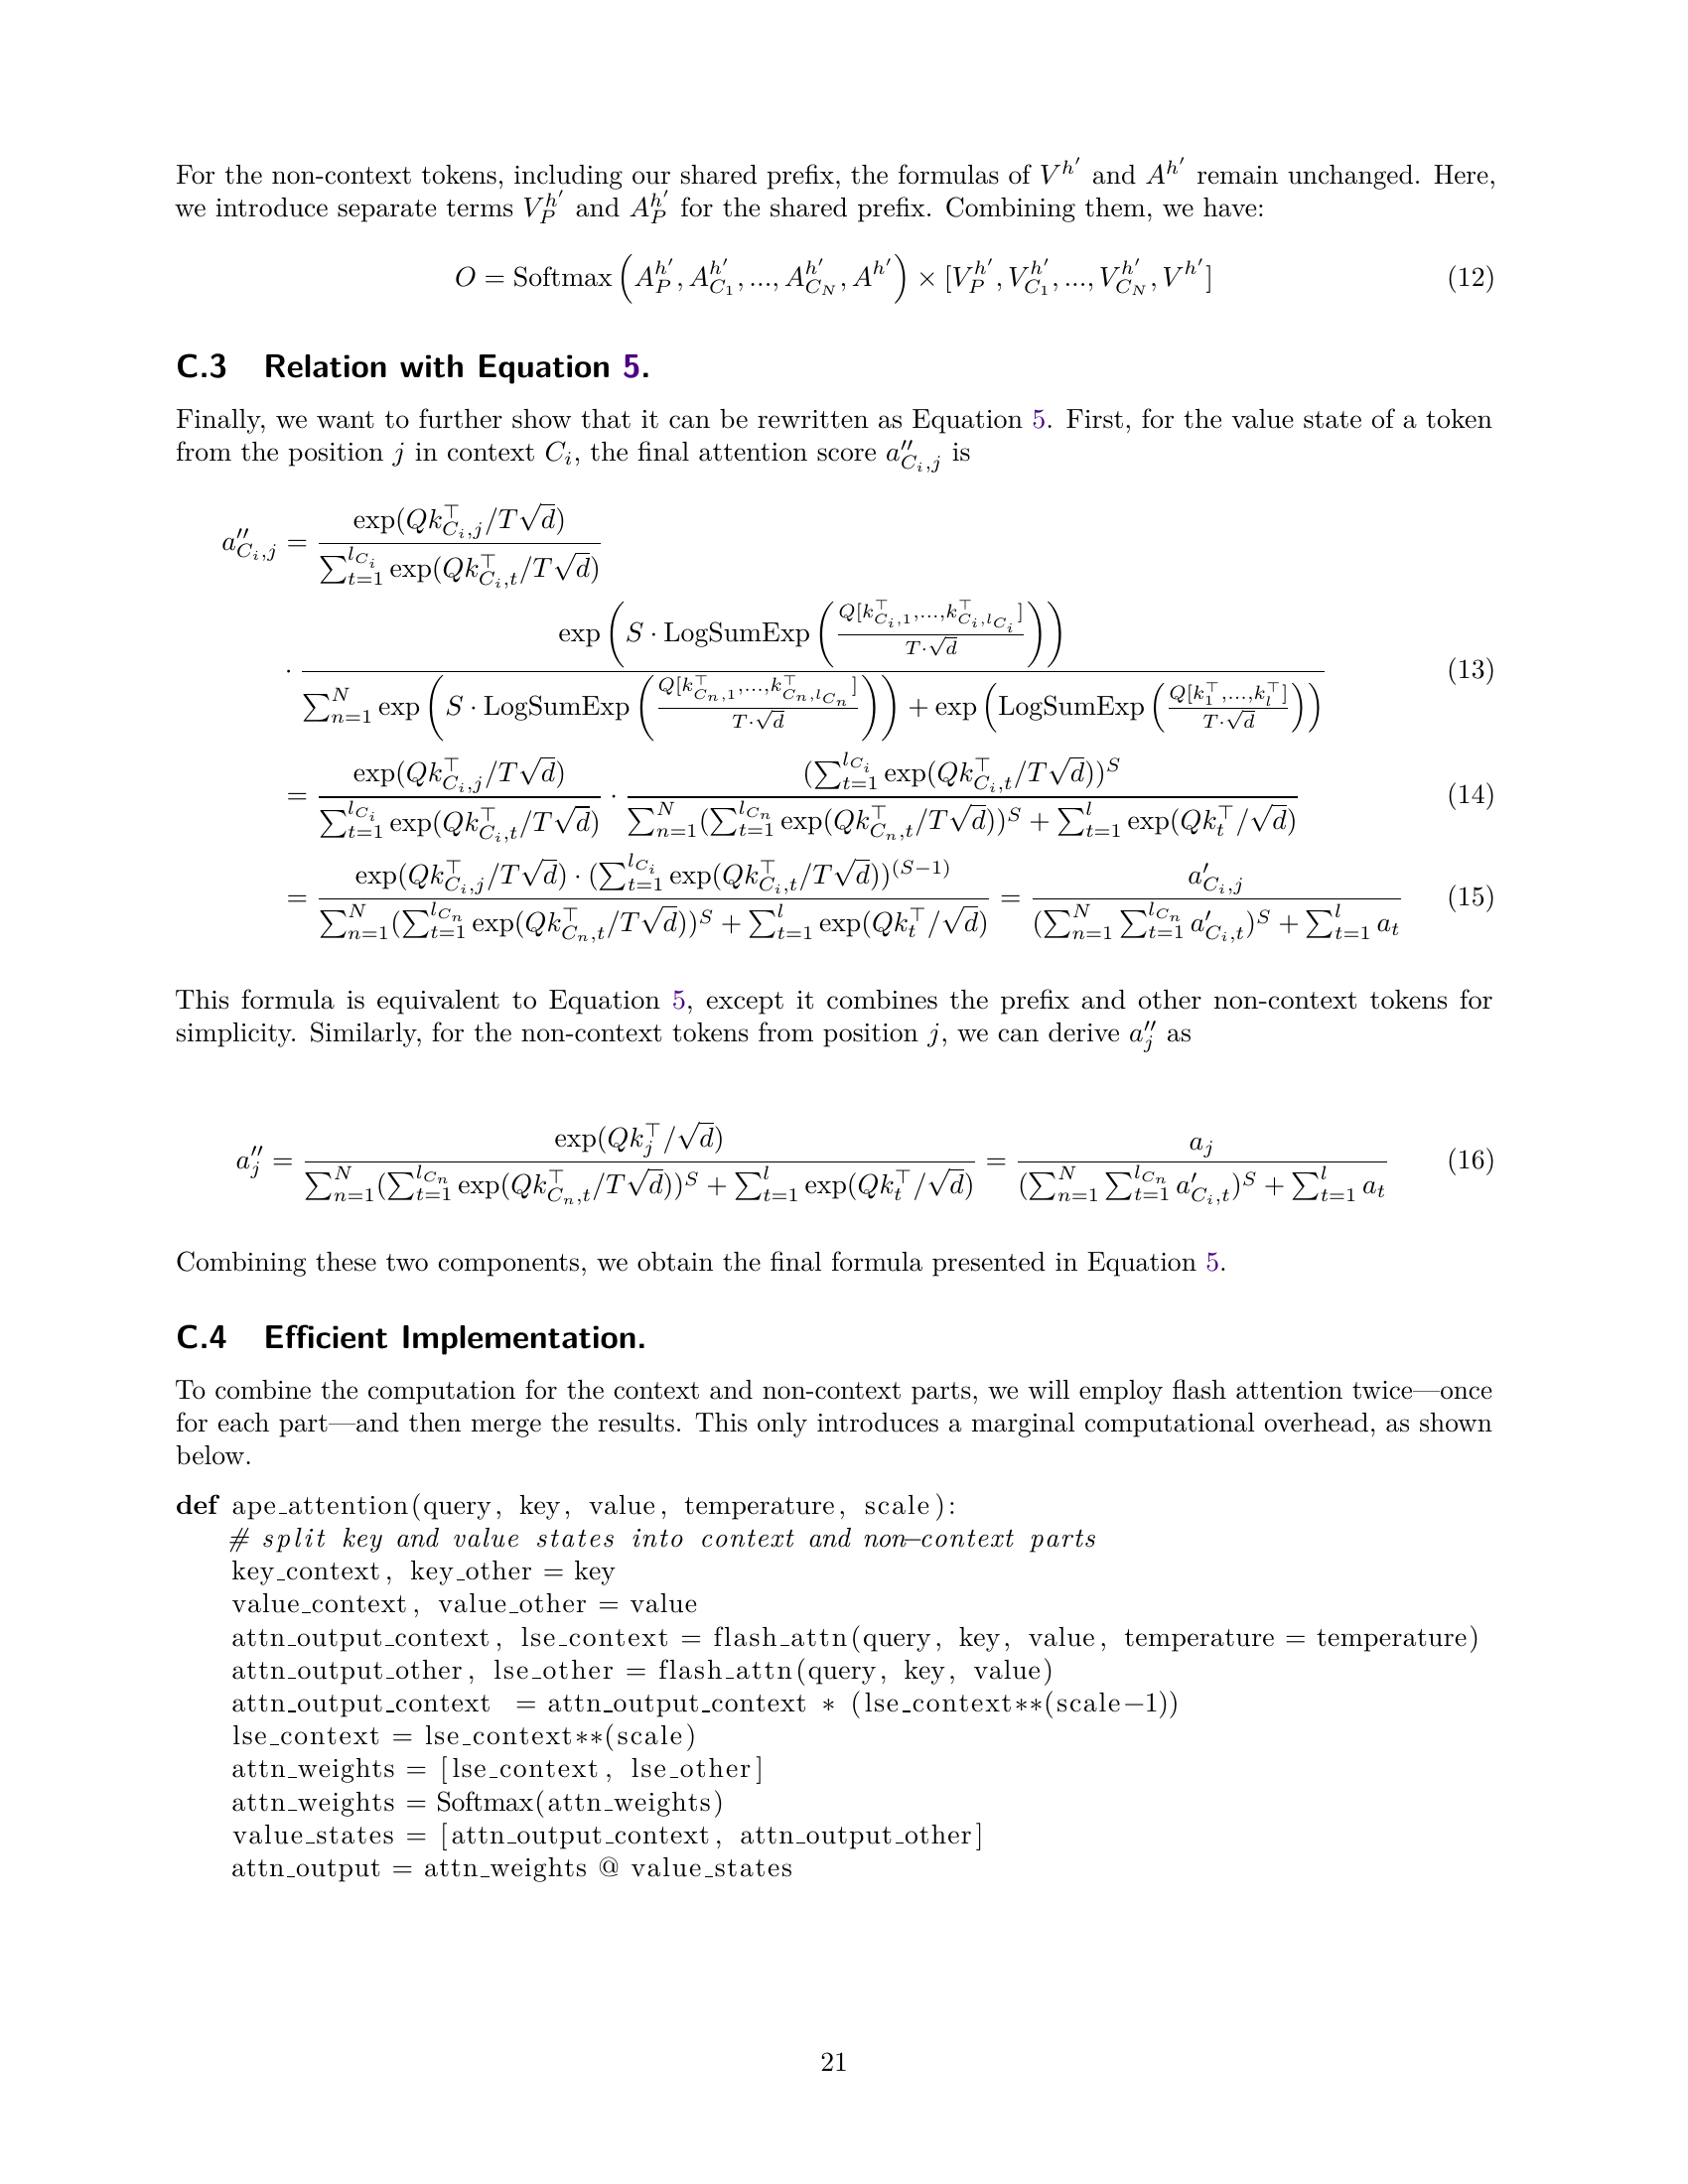 For the non-context tokens, including our shared prefix, the formulas of $V^{h'}$ and $A^{h'}$ remain unchanged. Here,
we introduce separate terms $V_P^{h'}$ and $A_P^{h'}$ for the shared prefix. Combining them, we have:
$O = \text{Softmax}\left(A_P^{h'}, A_{C_1}^{h'}, ..., A_{C_N}^{h'}, A^{h'}\right) \times [V_P^{h'}, V_{C_1}^{h'}, ..., V_{C_N}^{h'}, V^{h'}]$ (12)
C.3 Relation with Equation 5.
Finally, we want to further show that it can be rewritten as Equation 5. First, for the value state of a token
from the position $j$ in context $C_i$, the final attention score $a''_{C_i,j}$ is
$a''_{C_i,j} = \frac{\exp(Qk_{C_i,j}^\top/T\sqrt{d})}{\sum_{t=1}^{l_{C_i}} \exp(Qk_{C_i,t}^\top/T\sqrt{d})}$
$\cdot \frac{\exp\left(S \cdot \text{LogSumExp}\left(\frac{Q[k_{C_i,1}^\top,...,k_{C_i,l_{C_i}}^\top]}{T \cdot \sqrt{d}}\right)\right)}{\sum_{n=1}^{N} \exp\left(S \cdot \text{LogSumExp}\left(\frac{Q[k_{C_n,1}^\top,...,k_{C_n,l_{C_n}}^\top]}{T \cdot \sqrt{d}}\right)\right) + \exp\left(\text{LogSumExp}\left(\frac{Q[k_1^\top,...,k_l^\top]}{T \cdot \sqrt{d}}\right)\right)}$ (13)
$= \frac{\exp(Qk_{C_i,j}^\top/T\sqrt{d})}{\sum_{t=1}^{l_{C_i}} \exp(Qk_{C_i,t}^\top/T\sqrt{d})} \cdot \frac{(\sum_{t=1}^{l_{C_i}} \exp(Qk_{C_i,t}^\top/T\sqrt{d}))^S}{\sum_{n=1}^{N}(\sum_{t=1}^{l_{C_n}} \exp(Qk_{C_n,t}^\top/T\sqrt{d}))^S + \sum_{t=1}^{l} \exp(Qk_t^\top/\sqrt{d})}$ (14)
$= \frac{\exp(Qk_{C_i,j}^\top/T\sqrt{d}) \cdot (\sum_{t=1}^{l_{C_i}} \exp(Qk_{C_i,t}^\top/T\sqrt{d}))^{(S-1)}}{\sum_{n=1}^{N}(\sum_{t=1}^{l_{C_n}} \exp(Qk_{C_n,t}^\top/T\sqrt{d}))^S + \sum_{t=1}^{l} \exp(Qk_t^\top/\sqrt{d})} = \frac{a'_{C_i,j}}{(\sum_{n=1}^{N} \sum_{t=1}^{l_{C_n}} a'_{C_i,t})^S + \sum_{t=1}^{l} a_t}$ (15)
This formula is equivalent to Equation 5, except it combines the prefix and other non-context tokens for
simplicity. Similarly, for the non-context tokens from position $j$, we can derive $a''_j$ as
$a''_j = \frac{\exp(Qk_j^\top/\sqrt{d})}{\sum_{n=1}^{N}(\sum_{t=1}^{l_{C_n}} \exp(Qk_{C_n,t}^\top/T\sqrt{d}))^S + \sum_{t=1}^{l} \exp(Qk_t^\top/\sqrt{d})} = \frac{a_j}{(\sum_{n=1}^{N} \sum_{t=1}^{l_{C_n}} a'_{C_i,t})^S + \sum_{t=1}^{l} a_t}$ (16)
Combining these two components, we obtain the final formula presented in Equation 5.
C.4 Efficient Implementation.
To combine the computation for the context and non-context parts, we will employ flash attention twice—once
for each part—and then merge the results. This only introduces a marginal computational overhead, as shown
below.
def ape_attention(query, key, value, temperature, scale):
# split key and value states into context and non-context parts
key_context, key_other = key
value_context, value_other = value
attn_output_context, lse_context = flash_attn(query, key, value, temperature = temperature)
attn_output_other, lse_other = flash_attn(query, key, value)
attn_output_context = attn_output_context * (lse_context**(scale-1))
lse_context = lse_context**(scale)
attn_weights = [lse_context, lse_other]
attn_weights = Softmax(attn_weights)
value_states = [attn_output_context, attn_output_other]
attn_output = attn_weights @ value_states
21